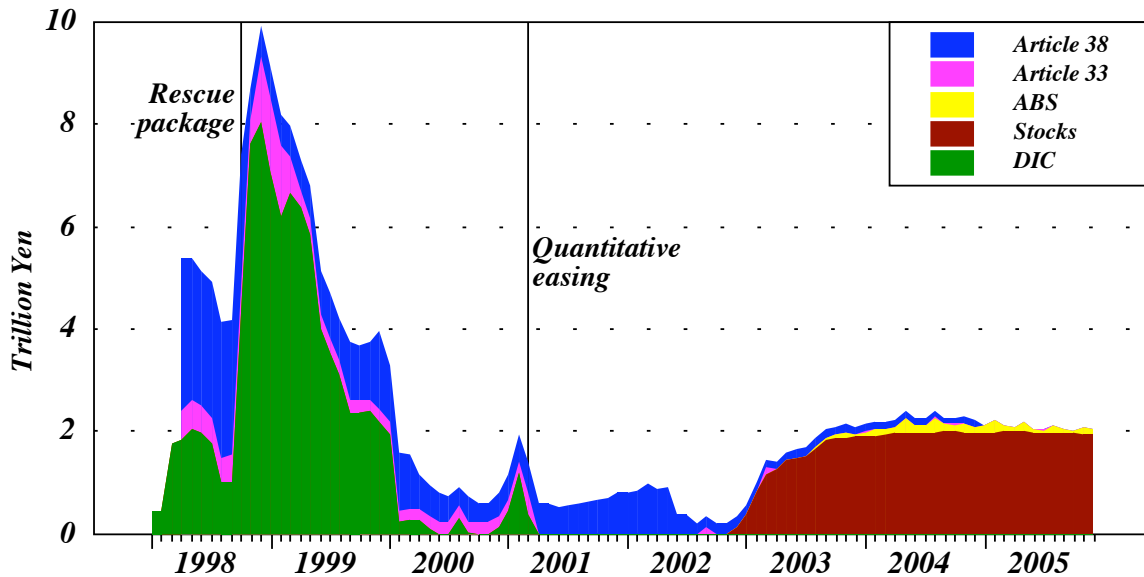 10
8
6
4
2
0
Trillion Yen
Rescue
package
Quantitative
easing
Article 38
Article 33
ABS
Stocks
DIC
1998 1999 2000 2001 2002 2003 2004 2005